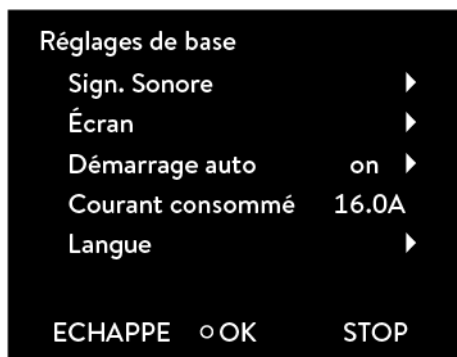 Réglages de base
Sign. Sonore
Écran
Démarrage auto on
Courant consommé 16.0A
Langue
ECHAPPE OK STOP